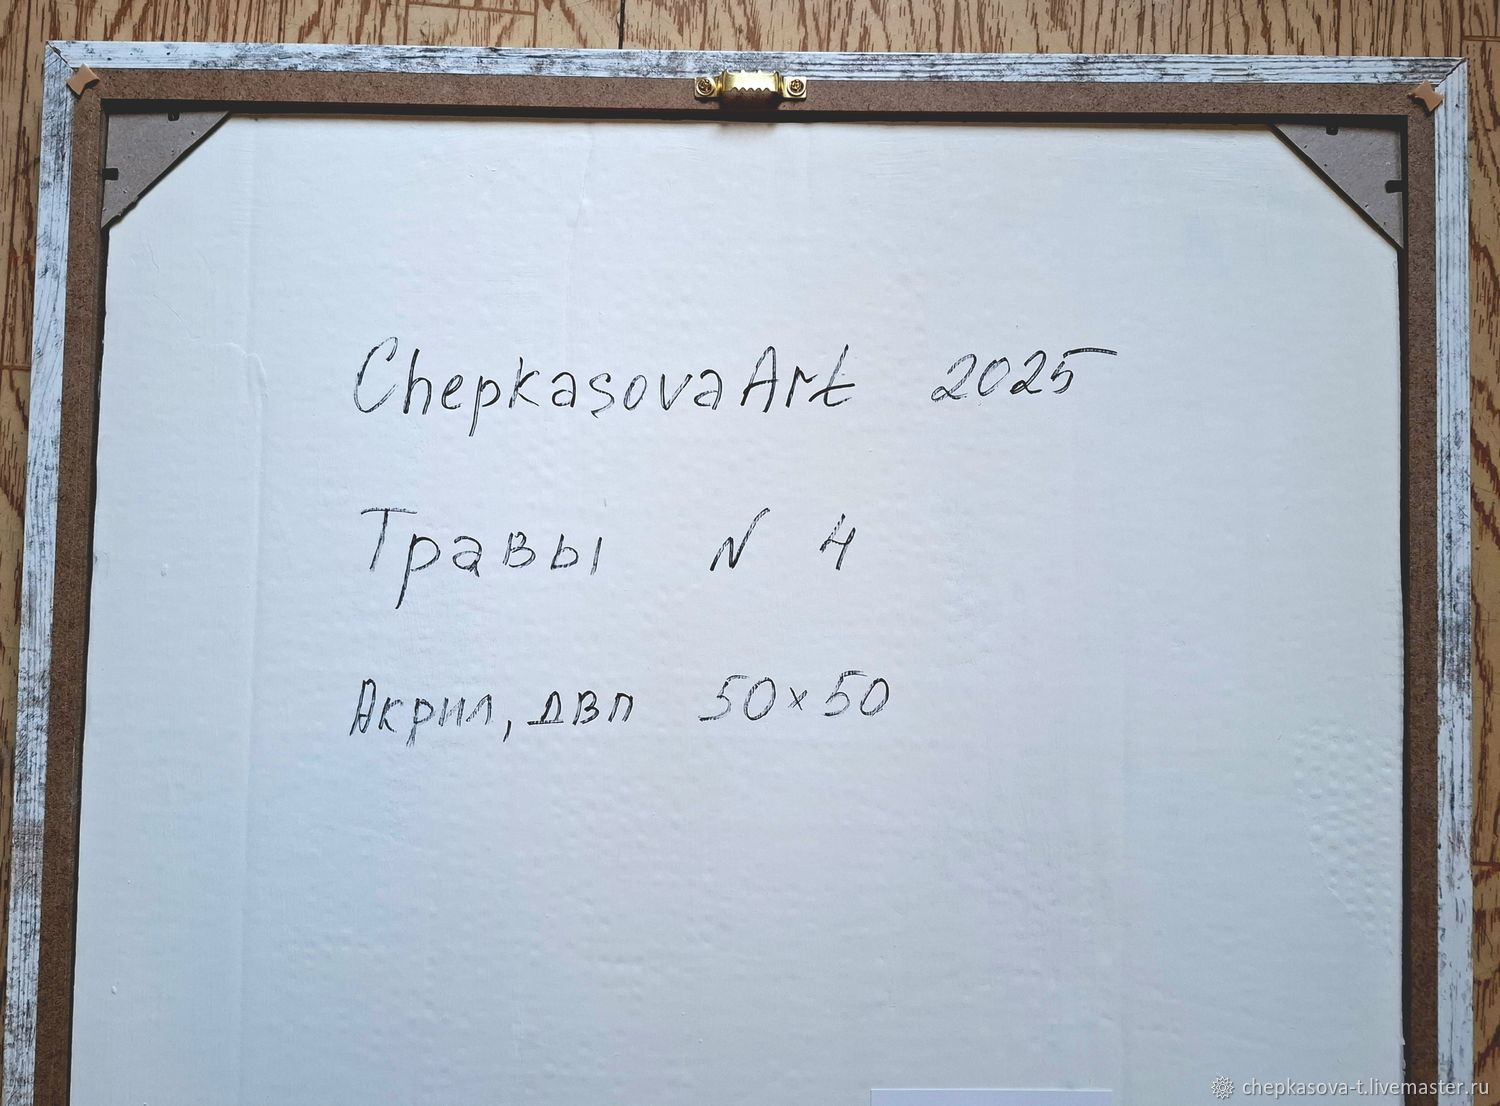 ChepkasovaArt 2025
Травы N 4
Акрил, двп 50×50
chepkasova-t.livemaster.ru